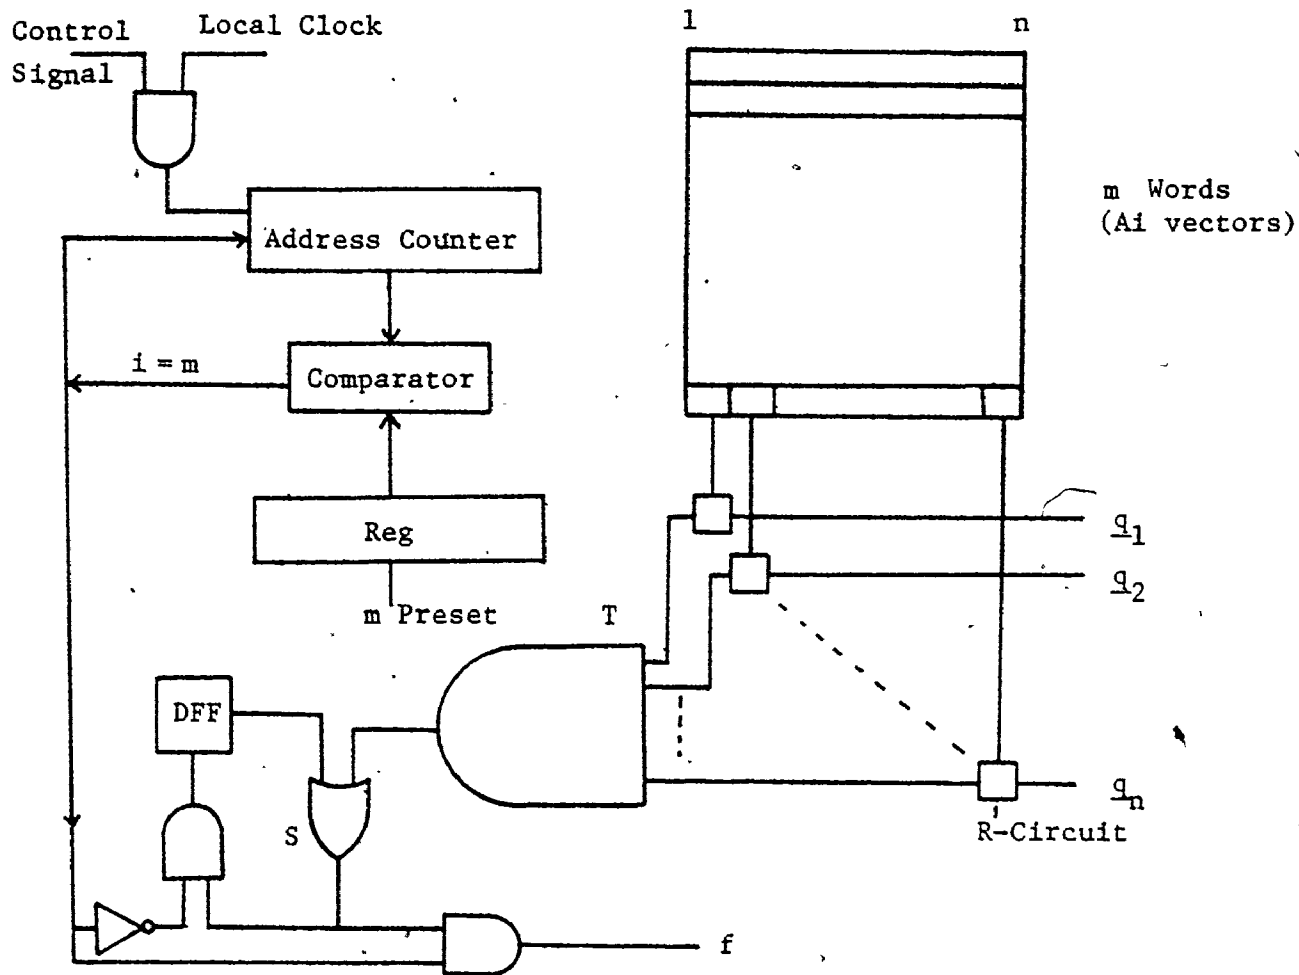 Control
Signal
Local Clock
1
n
Address Counter
m Words
(Ai vectors)
i = m
Comparator
Reg
m Preset
q1
q2
T
DFF
S
qn
R-Circuit
f